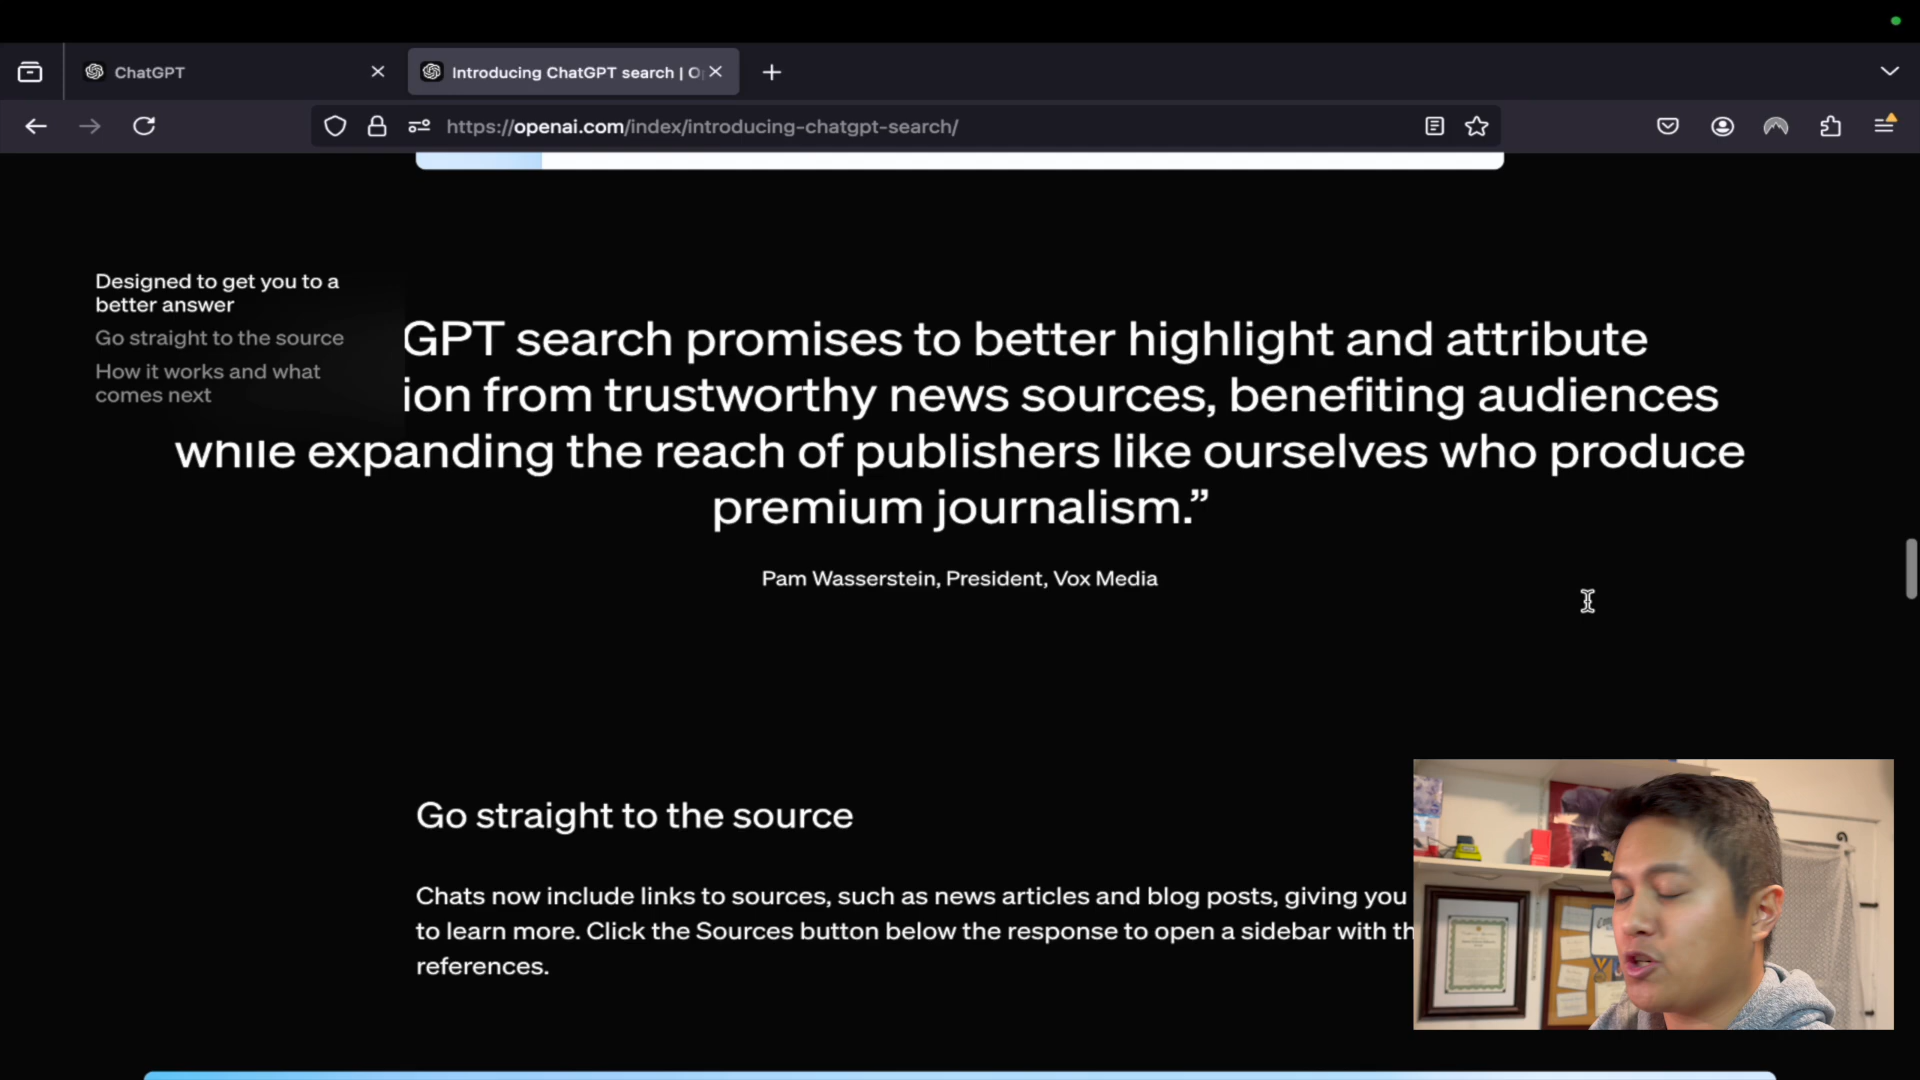 ChatGPT
Introducing ChatGPT search | O
https://openai.com/index/introducing-chatgpt-search/
Designed to get you to a
better answer
Go straight to the source
How it works and what
comes next
GPT search promises to better highlight and attribute
ion from trustworthy news sources, benefiting audiences
while expanding the reach of publishers like ourselves who produce
premium journalism.”
Pam Wasserstein, President, Vox Media
Go straight to the source
Chats now include links to sources, such as news articles and blog posts, giving you
to learn more. Click the Sources button below the response to open a sidebar with th
references.